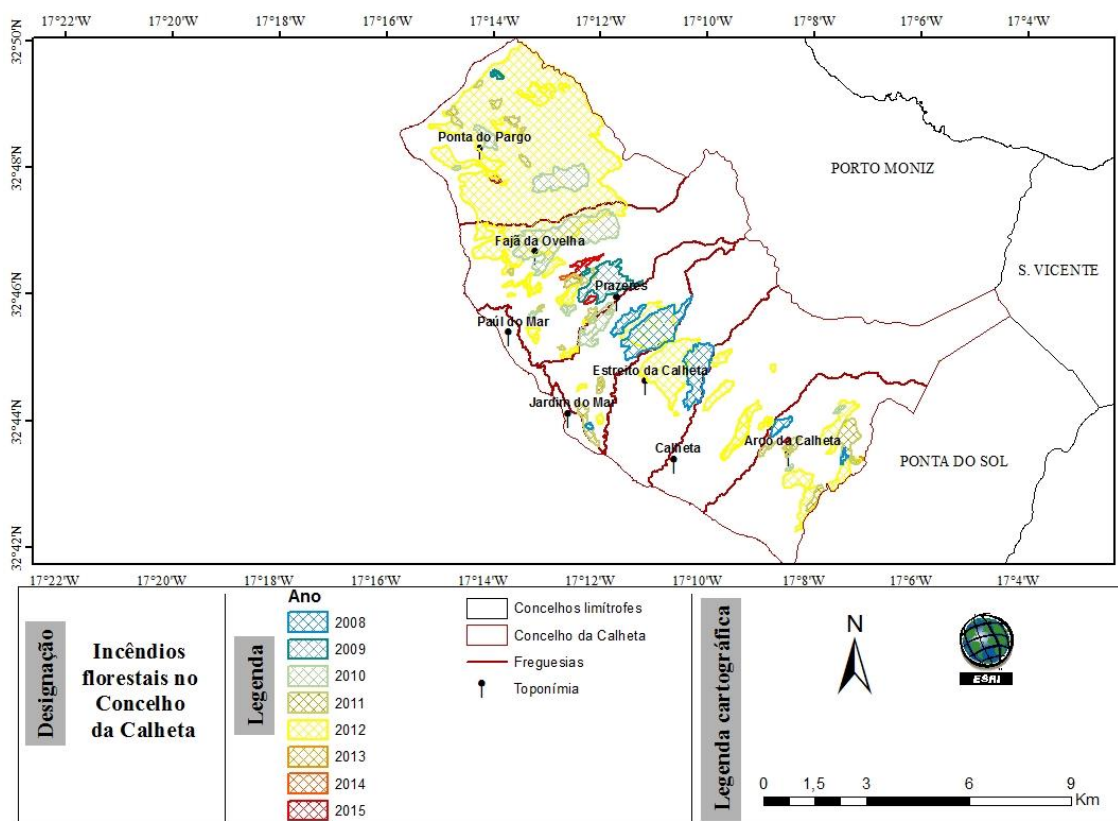 17°22'W 17°20'W 17°18'W 17°16'W 17°14'W 17°12'W 17°10'W 17°8'W 17°6'W 17°4'W
32°50'N
32°48'N
32°46'N
32°44'N
32°42'N
Ponta do Pargo
PORTO MONIZ
Fajã da Ovelha
S. VICENTE
Prazeres
Paúl do Mar
Estreito da Calheta
Jardim do Mar
Arco da Calheta
Calheta
PONTA DO SOL
17°22'W 17°20'W 17°18'W 17°16'W 17°14'W 17°12'W 17°10'W 17°8'W 17°6'W 17°4'W
Designação
Incêndios
florestais no
Concelho
da Calheta
Legenda
Ano
2008
2009
2010
2011
2012
2013
2014
2015
Concelhos limítrofes
Concelho da Calheta
Freguesias
Toponímia
Legenda cartográfica
N
ESRI
0 1,5 3 6 9
Km